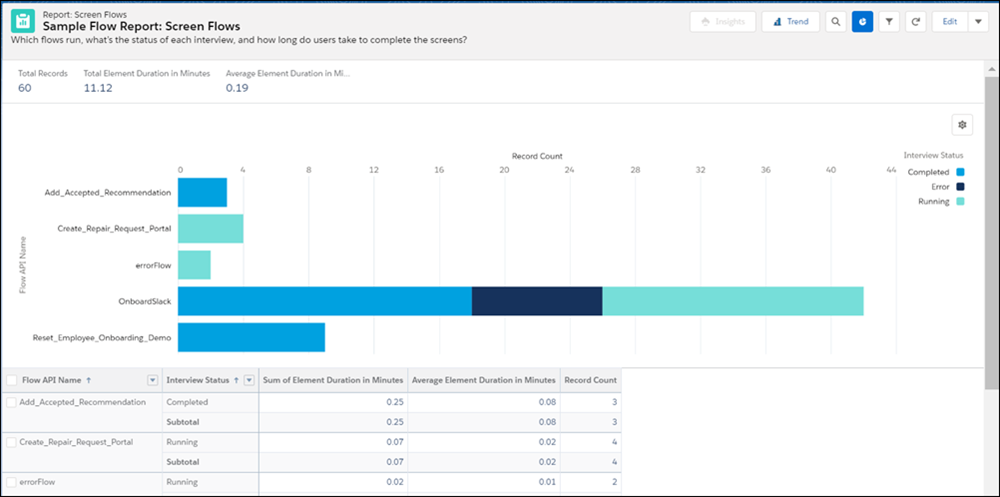 Report: Screen Flows
Sample Flow Report: Screen Flows
Which flows run, what's the status of each interview, and how long do users take to complete the screens?
Insights
Trend
Edit
Total Records Total Element Duration in Minutes Average Element Duration in Mi...
60 11.12 0.19
Record Count
0 4 8 12 16 20 24 28 32 36 40 44
Interview Status
Completed
Error
Running
Flow API Name
Add_Accepted_Recommendation
Create_Repair_Request_Portal
errorFlow
OnboardSlack
Reset_Employee_Onboarding_Demo
Flow API Name ↑ Interview Status ↑ Sum of Element Duration in Minutes Average Element Duration in Minutes Record Count
Add_Accepted_Recommendation Completed 0.25 0.08 3
Subtotal 0.25 0.08 3
Create_Repair_Request_Portal Running 0.07 0.02 4
Subtotal 0.07 0.02 4
errorFlow Running 0.02 0.01 2